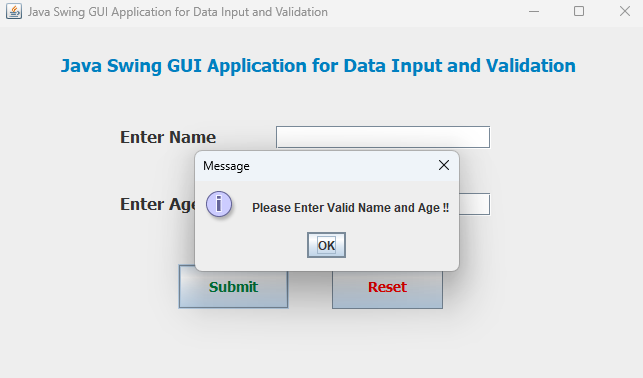 Java Swing GUI Application for Data Input and Validation
Java Swing GUI Application for Data Input and Validation
Enter Name
Message
Enter Age
Please Enter Valid Name and Age !!
OK
Submit Reset